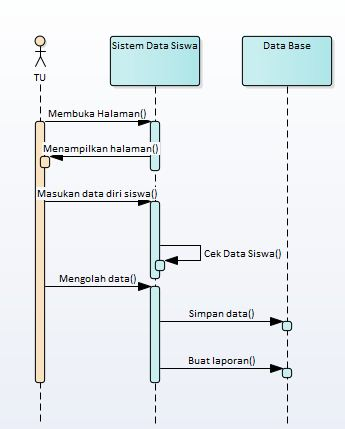 Sistem Data Siswa
Data Base
TU
Membuka Halaman()
Menampilkan halaman()
Masukan data diri siswa()
Cek Data Siswa()
Mengolah data()
Simpan data()
Buat laporan()